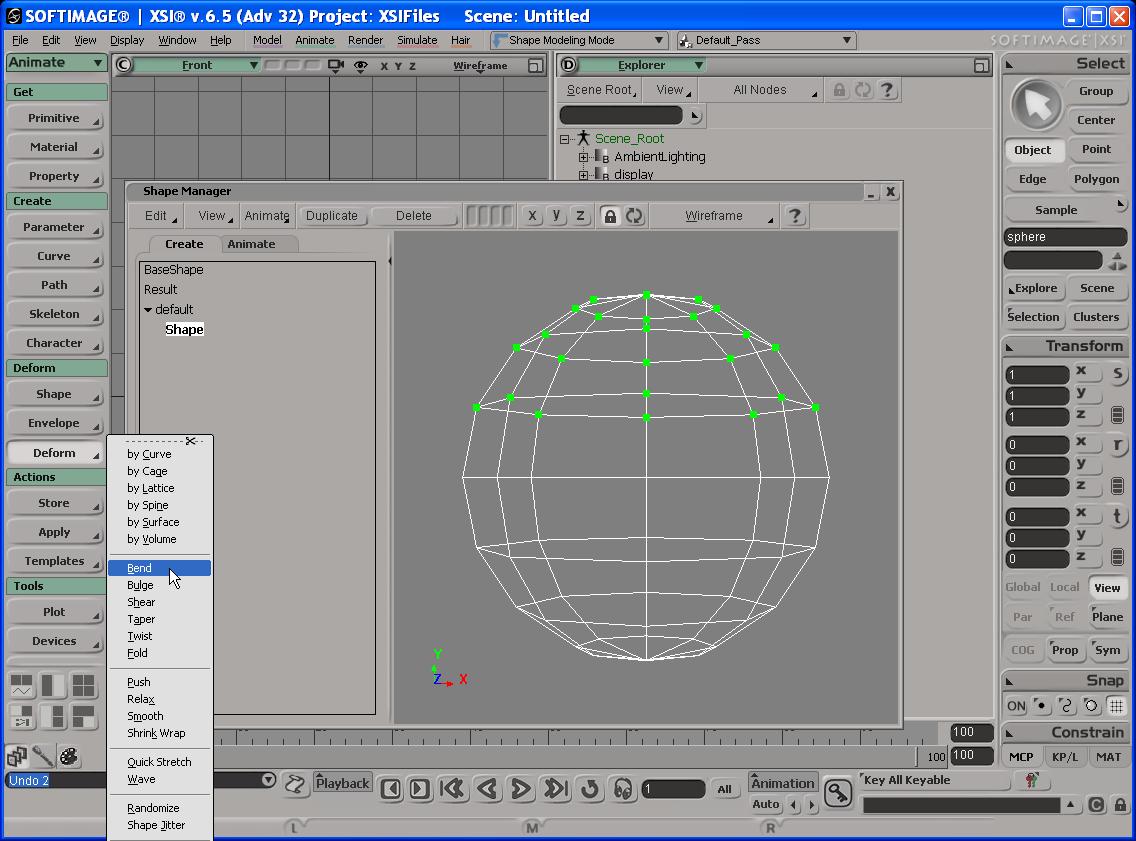 SOFTIMAGE® | XSI® v.6.5 (Adv 32) Project: XSIFiles Scene: Untitled
File Edit View Display Window Help Model Animate Render Simulate Hair Shape Modeling Mode Default_Pass SOFTIMAGE®|XSI®
Animate
Get
Primitive
Material
Property
Create
Parameter
Curve
Path
Skeleton
Character
Deform
Shape
Envelope
Deform
Actions
Store
Apply
Templates
Tools
Plot
Devices
C Front X Y Z Wireframe
D Explorer
Scene Root View All Nodes ?
Scene_Root
B AmbientLighting
B display
Shape Manager
Edit View Animate Duplicate Delete X y Z Wireframe ?
Create Animate
BaseShape
Result
default
Shape
Y
Z X
by Curve
by Cage
by Lattice
by Spine
by Surface
by Volume
Bend
Bulge
Shear
Taper
Twist
Fold
Push
Relax
Smooth
Shrink Wrap
Quick Stretch
Wave
Randomize
Shape Jitter
Select
Group
Center
Object Point
Edge Polygon
Sample
sphere
Explore Scene
Selection Clusters
Transform
1 x s
1 y
1 z
0 x r
0 y
0 z
0 x t
0 y
0 z
Global Local View
Par Ref Plane
COG Prop Sym
Snap
ON
Constrain
MCP KP/L MAT
100
100 100
Undo 2 Playback 1 All Animation Key All Keyable
Auto C
L M R